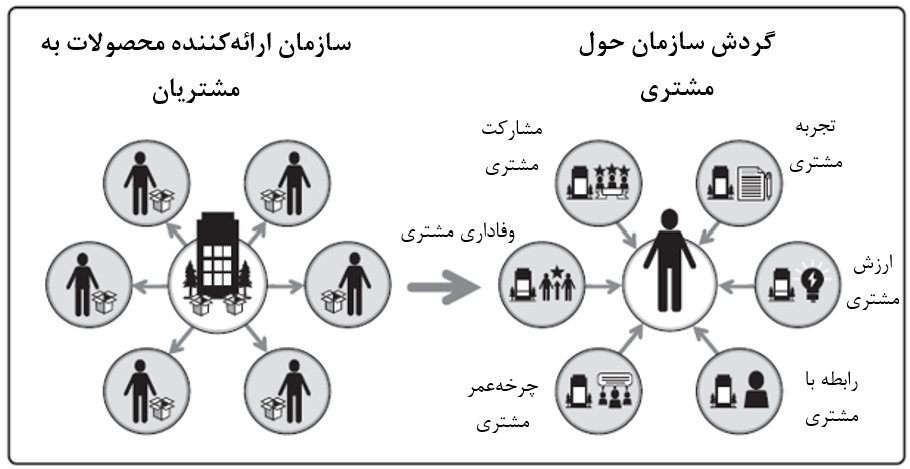 گردش سازمان حول
مشتری
سازمان ارائه‌کننده محصولات به
مشتریان
تجربه
مشتری
مشارکت
مشتری
وفاداری مشتری
ارزش
مشتری
رابطه با
مشتری
چرخه‌عمر
مشتری